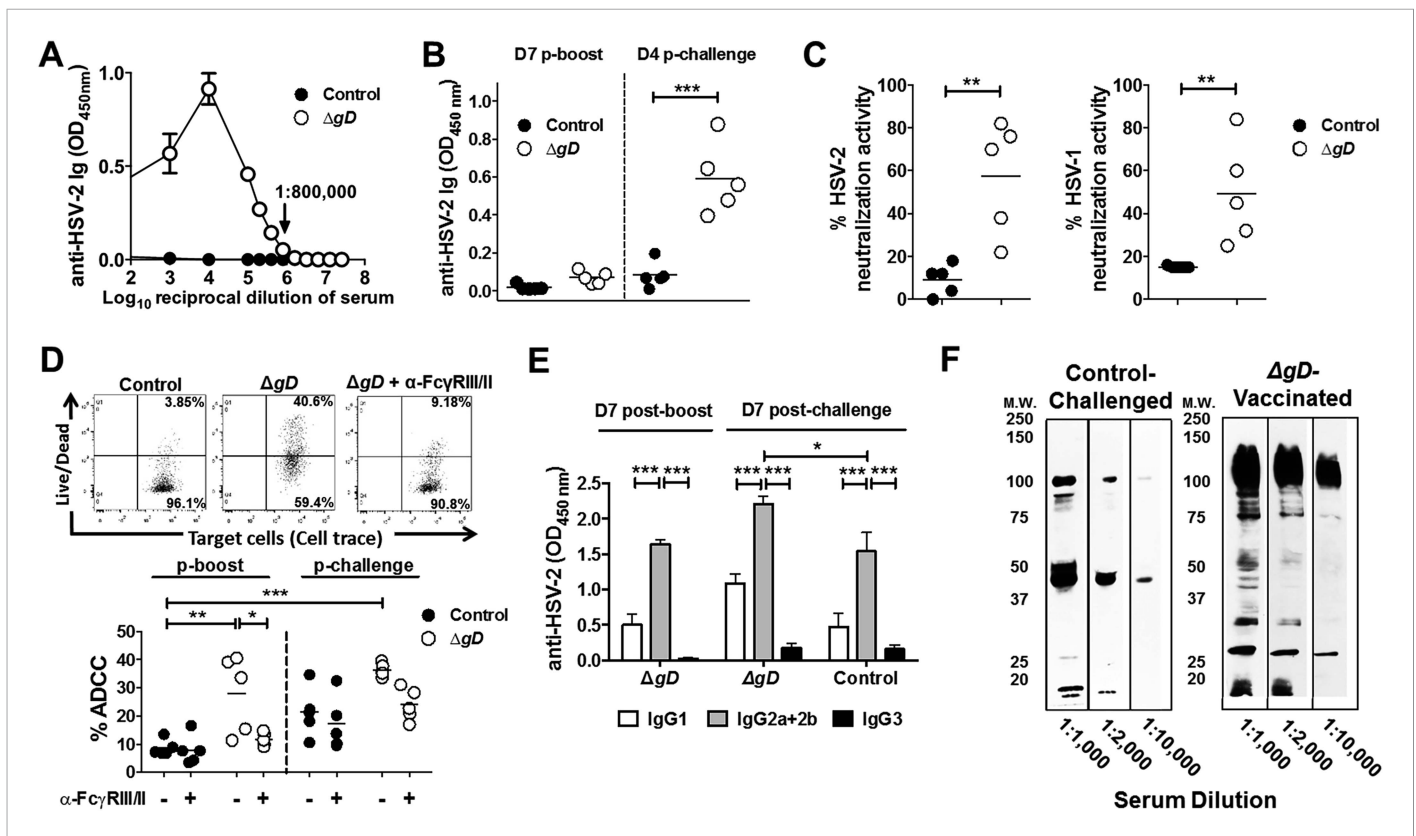 A
anti-HSV-2 Ig (OD450nm)
1.0
0.5
0.0
2 3 4 5 6 7 8
Log10 reciprocal dilution of serum
Control
ΔgD
1:800,000
B
D7 p-boost
D4 p-challenge
anti-HSV-2 Ig (OD450 nm)
1.0
0.8
0.6
0.4
0.2
0.0
Control
ΔgD
***
C
% HSV-2
neutralization activity
100
80
60
40
20
0
**
% HSV-1
neutralization activity
100
80
60
40
20
0
**
Control
ΔgD
D
Control
ΔgD
ΔgD + α-FcγRIII/II
3.85%
40.6%
9.18%
96.1%
59.4%
90.8%
Live/Dead
Target cells (Cell trace)
p-boost
p-challenge
***
**
*
Control
ΔgD
% ADCC
50
40
30
20
10
0
α-FcγRIII/II
- + - + - + - +
E
D7 post-boost
D7 post-challenge
*
*** ***
*** ***
*** ***
anti-HSV-2 (OD450 nm)
2.5
2.0
1.5
1.0
0.5
0.0
ΔgD
ΔgD
Control
IgG1
IgG2a+2b
IgG3
F
Control-
Challenged
ΔgD-
Vaccinated
M.W.
250
150
100
75
50
37
25
20
M.W.
250
150
100
75
50
37
25
20
1:1,000
1:2,000
1:10,000
1:1,000
1:2,000
1:10,000
Serum Dilution